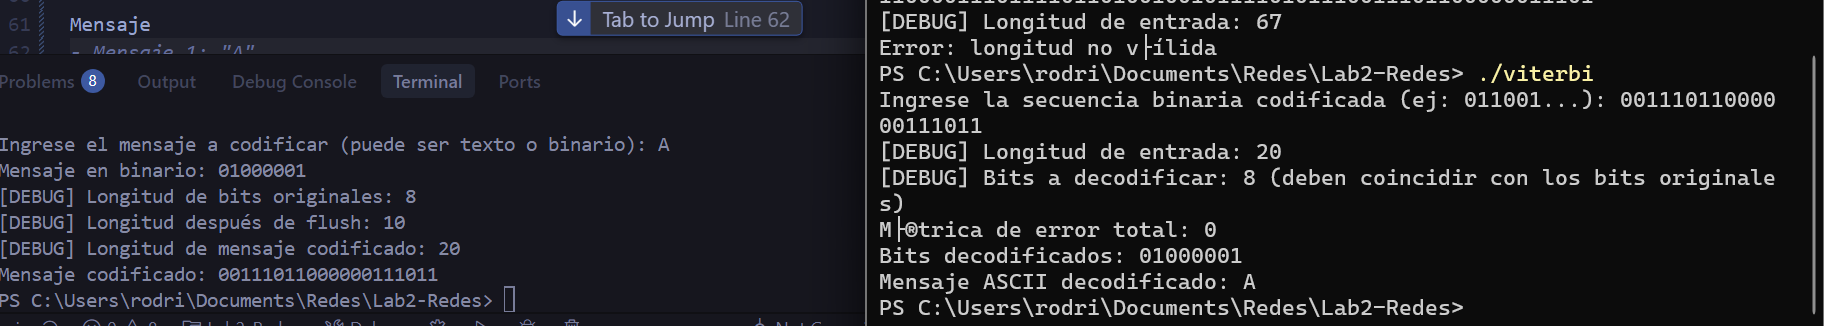 61 Mensaje
62 - Mensaje 1: "A"
Tab to Jump Line 62
Problems 8 Output Debug Console Terminal Ports
Ingrese el mensaje a codificar (puede ser texto o binario): A
Mensaje en binario: 01000001
[DEBUG] Longitud de bits originales: 8
[DEBUG] Longitud después de flush: 10
[DEBUG] Longitud de mensaje codificado: 20
Mensaje codificado: 00111011000000111011
PS C:\Users\rodri\Documents\Redes\Lab2-Redes>
[DEBUG] Longitud de entrada: 67
Error: longitud no v├ílida
PS C:\Users\rodri\Documents\Redes\Lab2-Redes> ./viterbi
Ingrese la secuencia binaria codificada (ej: 011001...): 001110110000
00111011
[DEBUG] Longitud de entrada: 20
[DEBUG] Bits a decodificar: 8 (deben coincidir con los bits originale
s)
M├®trica de error total: 0
Bits decodificados: 01000001
Mensaje ASCII decodificado: A
PS C:\Users\rodri\Documents\Redes\Lab2-Redes>